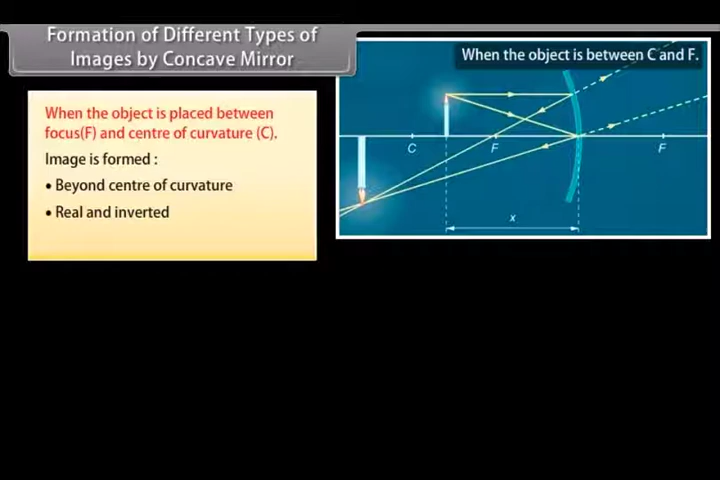 Formation of Different Types of
Images by Concave Mirror
When the object is between C and F.
When the object is placed between
focus(F) and centre of curvature (C).
Image is formed :
• Beyond centre of curvature
• Real and inverted
C
F
F
x